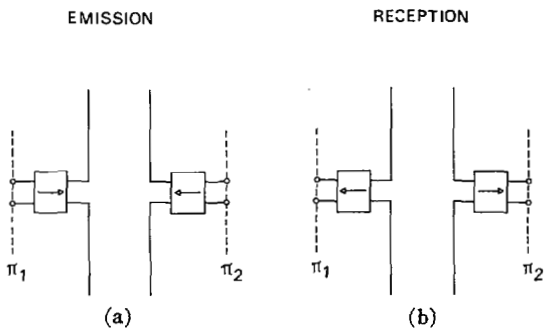 EMISSION
RECEPTION
π1
π2
π1
π2
(a)
(b)